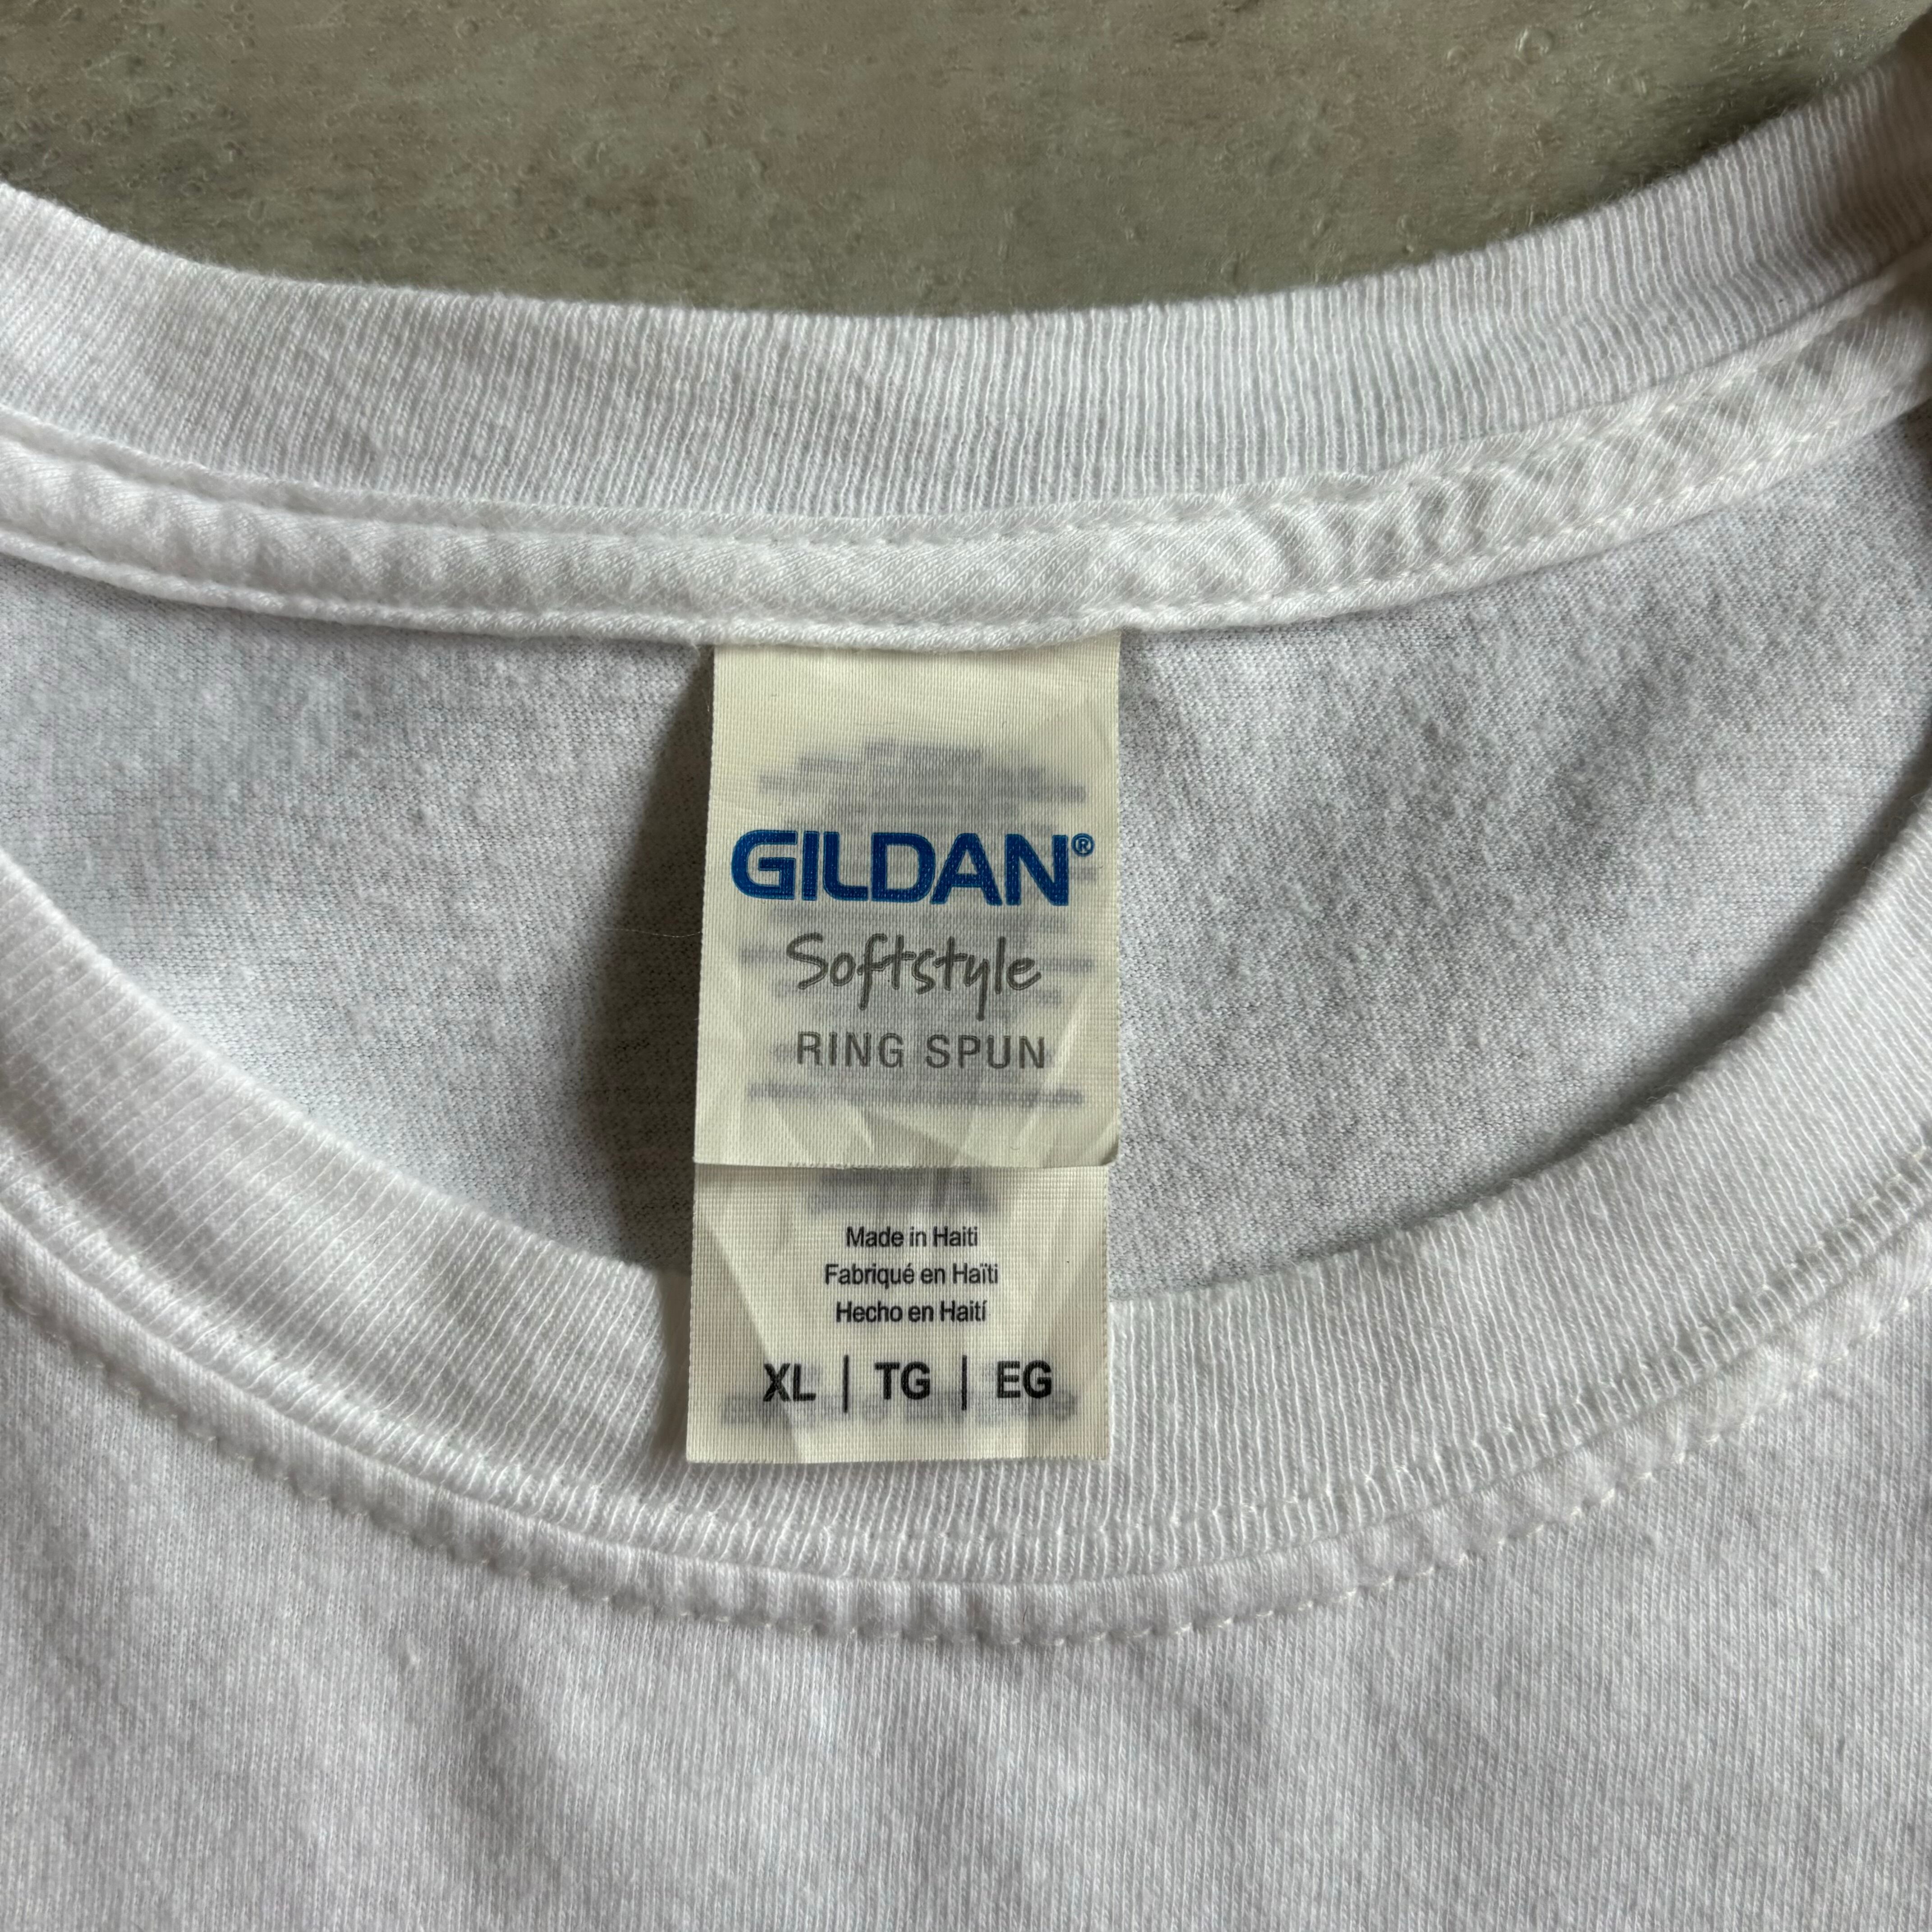 GILDAN®
Softstyle
RING SPUN
Made in Haiti
Fabriqué en Haïti
Hecho en Haití
XL | TG | EG